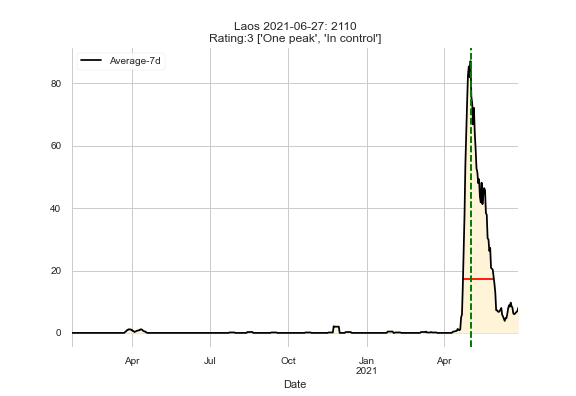 Laos 2021-06-27: 2110
Rating:3 ['One peak', 'In control']
Average-7d
80
60
40
20
0
Apr
Jul
Oct
Jan
2021
Apr
Date